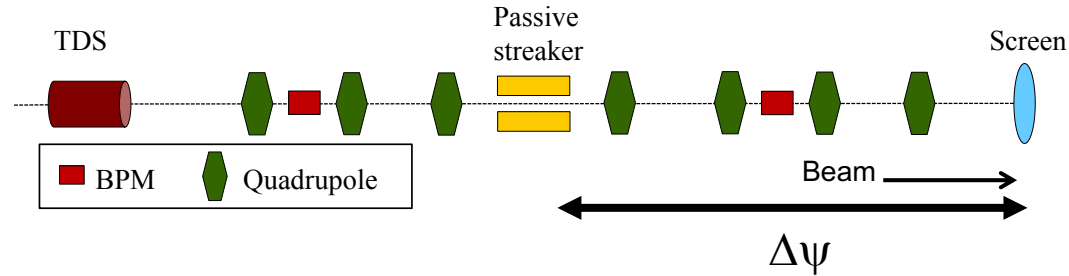 TDS
Passive
streaker
Screen
BPM
Quadrupole
Beam
Δψ